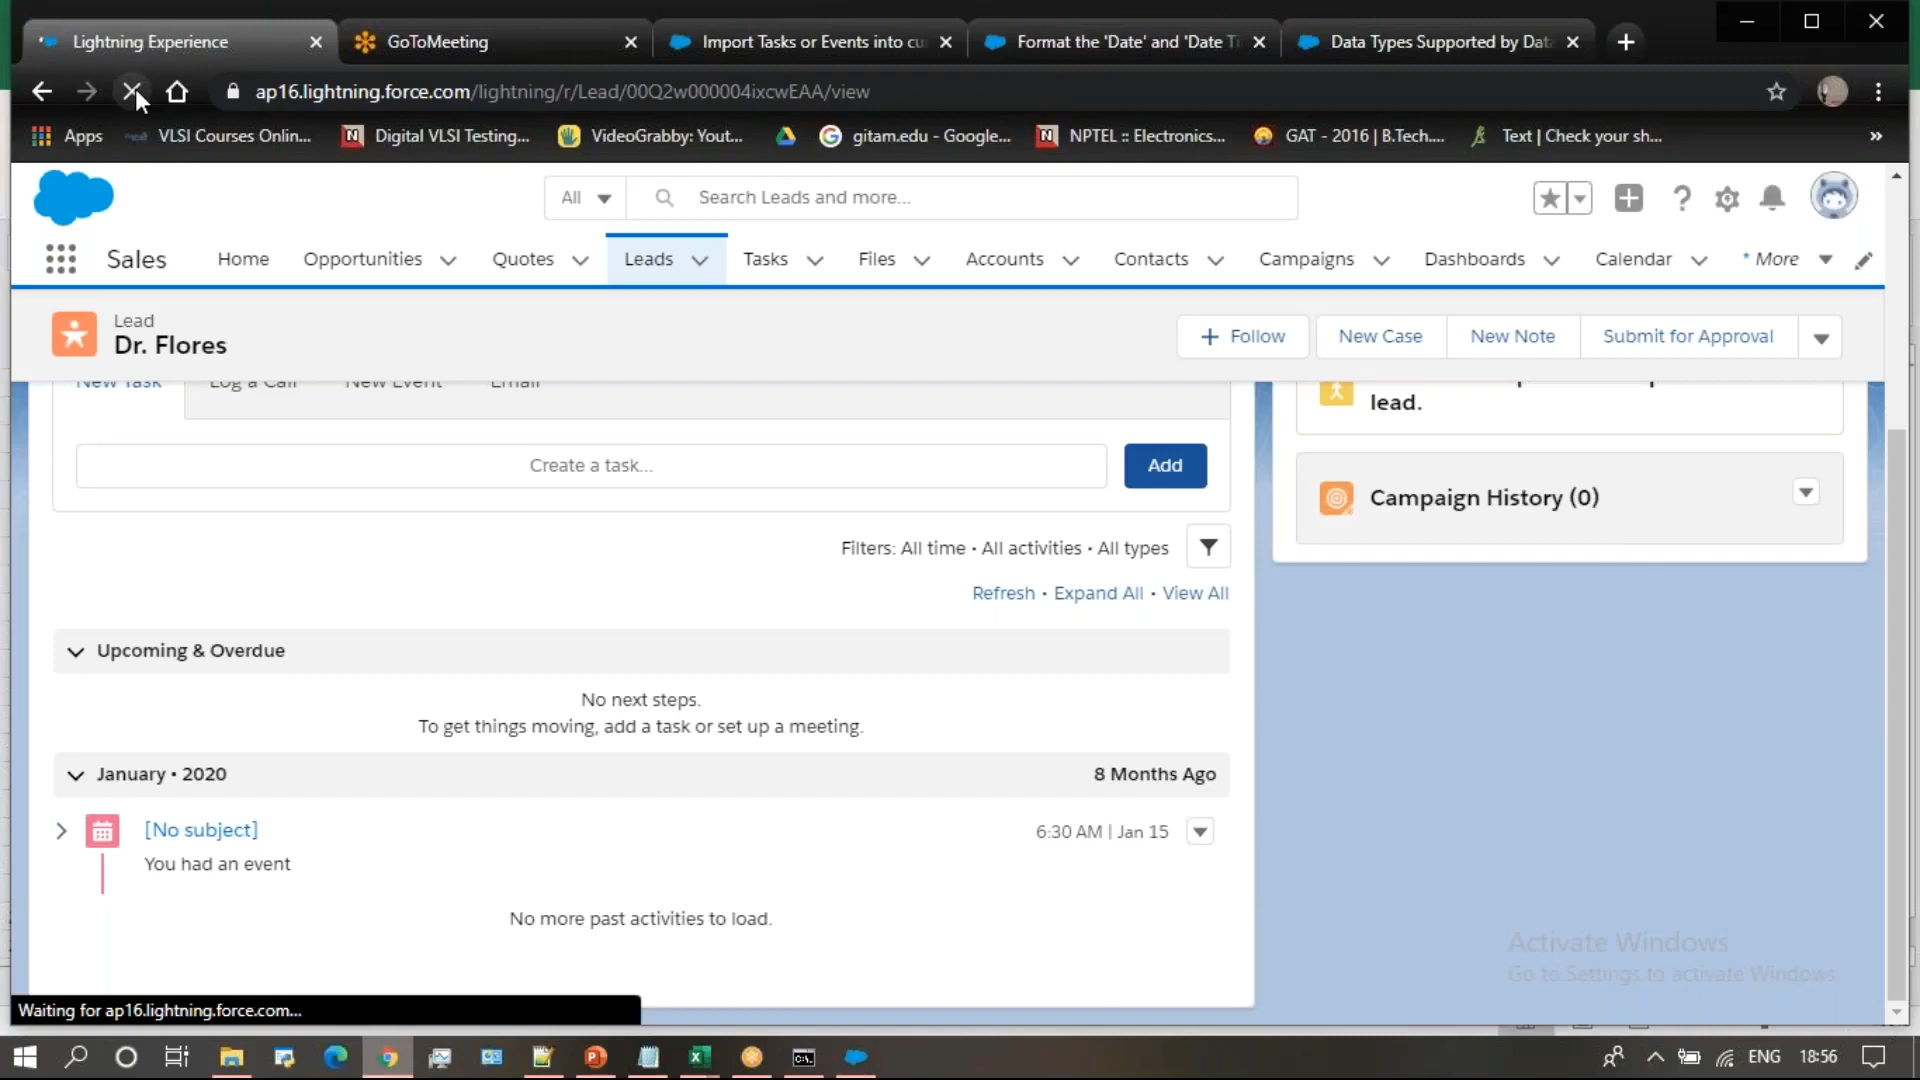 Lightning Experience
GoToMeeting
Import Tasks or Events into cu
Format the 'Date' and 'Date Ti
Data Types Supported by Data
ap16.lightning.force.com/lightning/r/Lead/00Q2w000004ixcwEAA/view
Apps
VLSI Courses Onlin...
Digital VLSI Testing...
VideoGrabby: Yout...
gitam.edu - Google...
NPTEL :: Electronics...
GAT - 2016 | B.Tech....
Text | Check your sh...
»
All
Search Leads and more...
Sales
Home
Opportunities
Quotes
Leads
Tasks
Files
Accounts
Contacts
Campaigns
Dashboards
Calendar
* More
Lead
Dr. Flores
+ Follow
New Case
New Note
Submit for Approval
New Task
Log a Call
New Event
Email
lead.
Create a task...
Add
Campaign History (0)
Filters: All time • All activities • All types
Refresh • Expand All • View All
Upcoming & Overdue
No next steps.
To get things moving, add a task or set up a meeting.
January • 2020
8 Months Ago
[No subject]
6:30 AM | Jan 15
You had an event
No more past activities to load.
Activate Windows
Go to Settings to activate Windows.
Waiting for ap16.lightning.force.com...
ENG
18:56